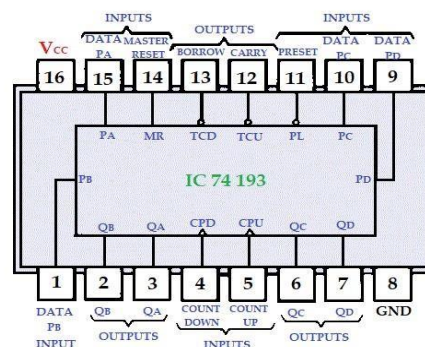 INPUTS OUTPUTS INPUTS
DATA MASTER DATA DATA
VCC PA RESET BORROW CARRY PRESET PC PD
16 15 14 13 12 11 10 9
PA MR TCD TCU PL PC
PB IC 74 193 PD
QB QA CPD CPU QC QD
1 2 3 4 5 6 7 8
DATA QB QA COUNT COUNT QC QD GND
PB DOWN UP
INPUT OUTPUTS INPUTS OUTPUTS